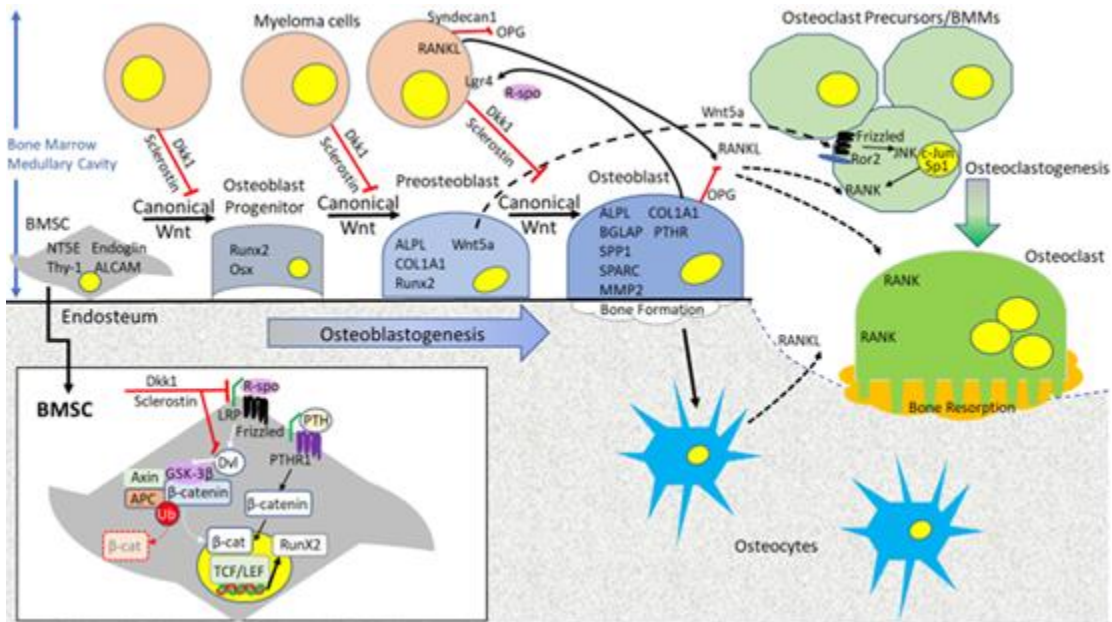 Myeloma cells
Syndecan1
OPG
RANKL
Lgr4
R-spo
Osteoclast Precursors/BMMs
Wnt5a
Frizzled
Ror2
JNK
c-Jun
Sp1
RANK
Osteoclastogenesis
Bone Marrow
Medullary Cavity
Dkk1
Sclerostin
Dkk1
Sclerostin
Dkk1
Sclerostin
RANKL
OPG
BMSC
NT5E Endoglin
Thy-1 ALCAM
Canonical
Wnt
Osteoblast
Progenitor
Runx2
Osx
Canonical
Wnt
Preosteoblast
ALPL Wnt5a
COL1A1
Runx2
Canonical
Wnt
Osteoblast
ALPL COL1A1
BGLAP PTHR
SPP1
SPARC
MMP2
Bone Formation
Osteoclast
RANK
RANK
RANKL
Bone Resorption
Endosteum
Osteoblastogenesis
BMSC
Dkk1
Sclerostin
R-spo
LRP
Frizzled
PTH
PTHR1
Dvl
Axin
GSK-3β
APC
β-catenin
Ub
β-cat
β-catenin
β-cat
RunX2
TCF/LEF
Osteocytes